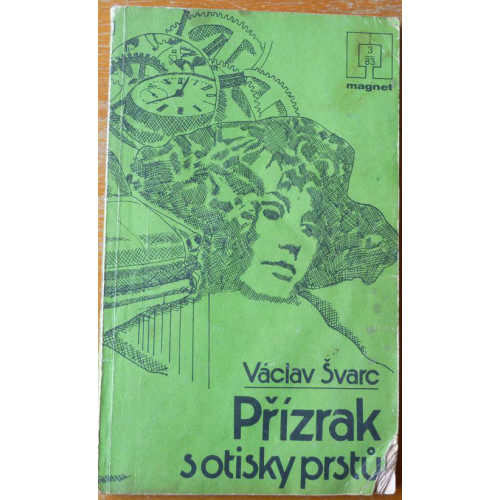 3
83
magnet
Václav Švarc
Přízrak
s otisky prstů